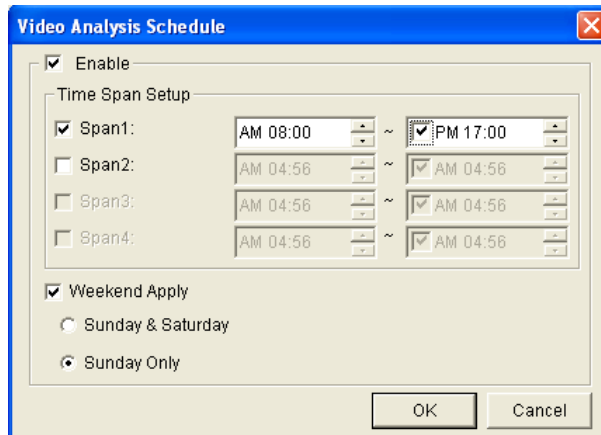 Video Analysis Schedule
Enable
Time Span Setup
Span1: AM 08:00 ~ PM 17:00
Span2: AM 04:56 ~ AM 04:56
Span3: AM 04:56 ~ AM 04:56
Span4: AM 04:56 ~ AM 04:56
Weekend Apply
Sunday & Saturday
Sunday Only
OK Cancel